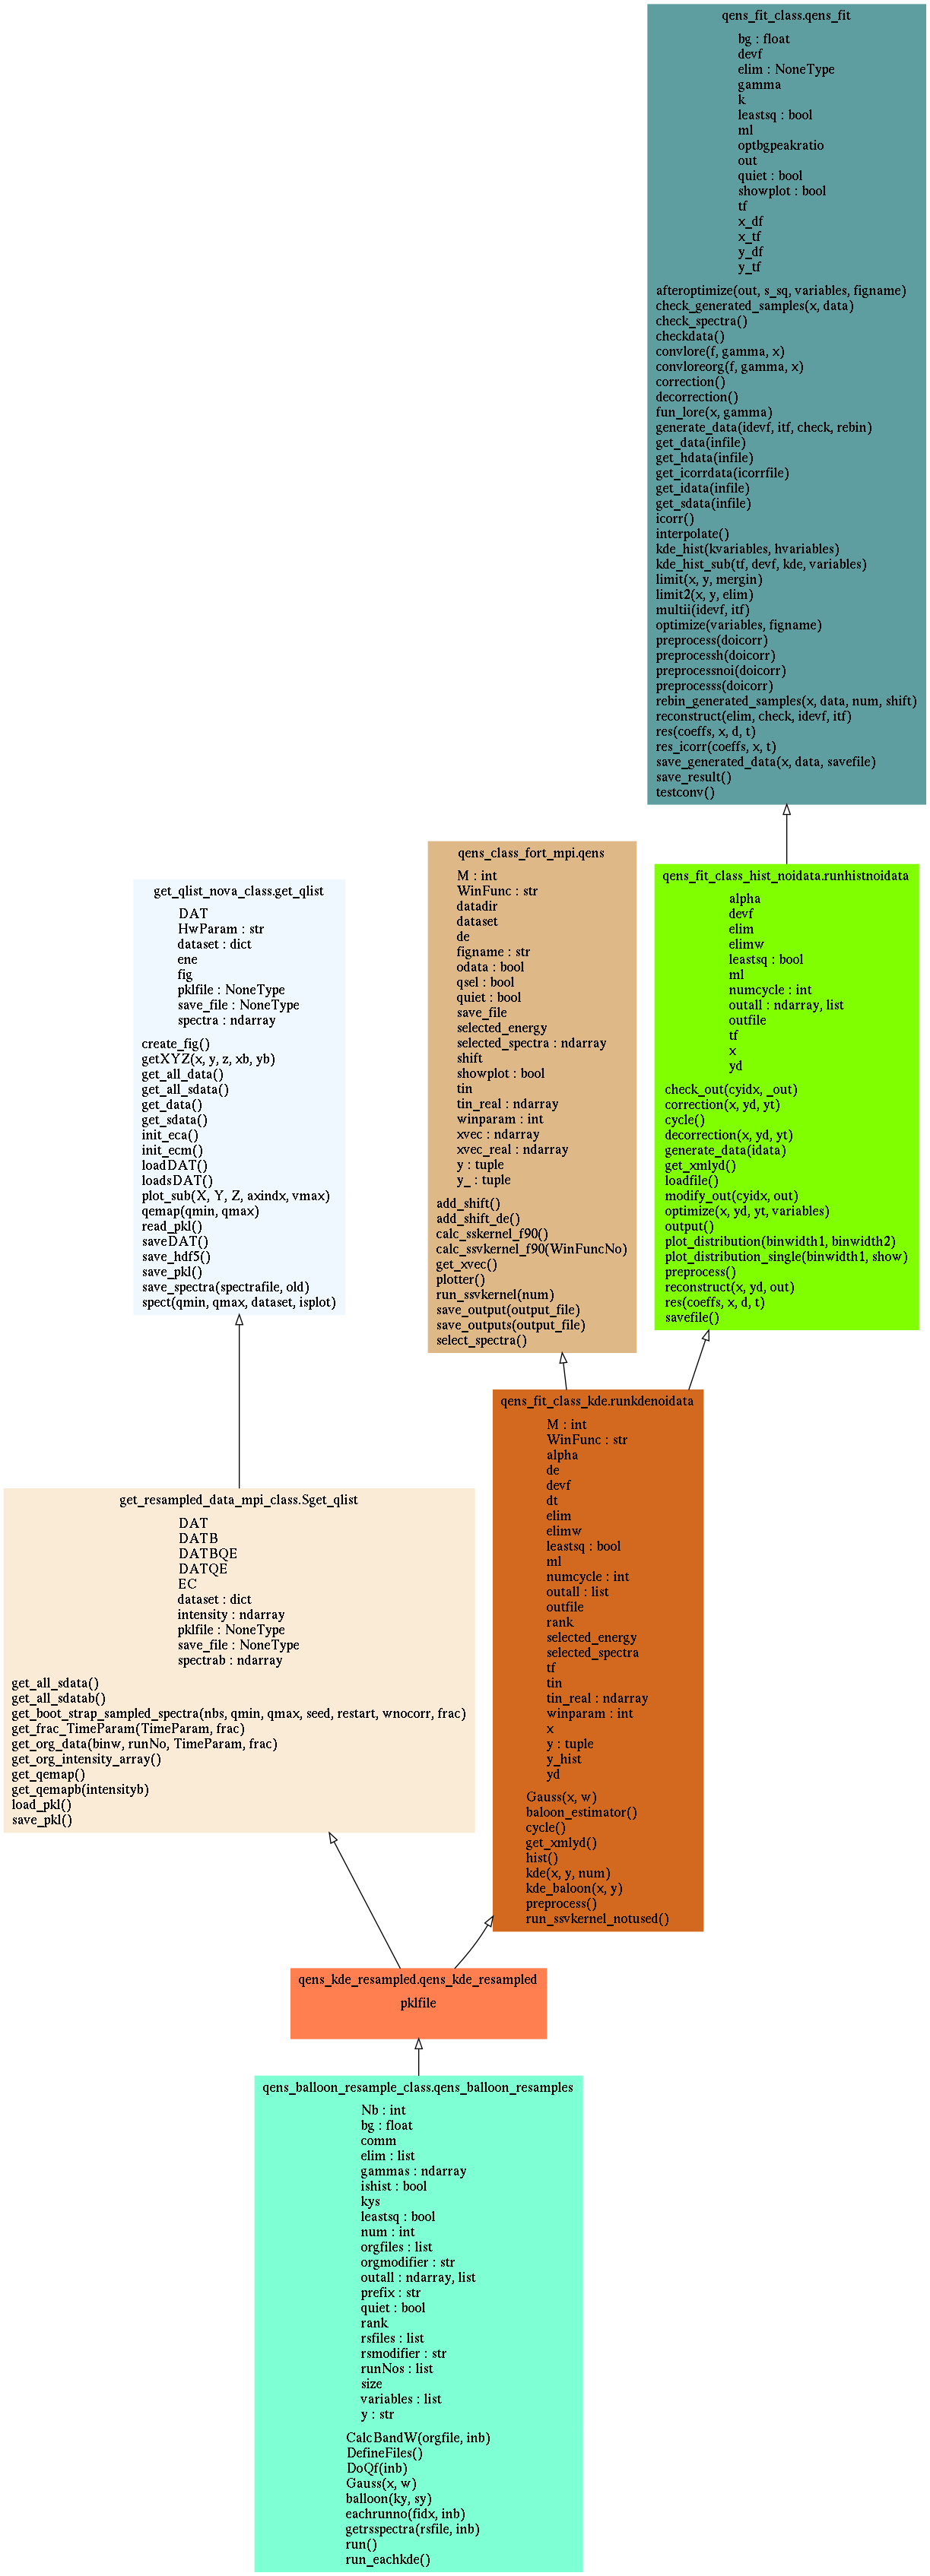 qens_fit_class.qens_fit
bg : float
devf
elim : NoneType
gamma
k
leastsq : bool
ml
optbgpeakratio
out
quiet : bool
showplot : bool
tf
x_df
x_tf
y_df
y_tf
afteroptimize(out, s_sq, variables, figname)
check_generated_samples(x, data)
check_spectra()
checkdata()
convlore(f, gamma, x)
convloreorg(f, gamma, x)
correction()
decorrection()
fun_lore(x, gamma)
generate_data(idevf, itf, check, rebin)
get_data(infile)
get_hdata(infile)
get_icorrdata(icorrfile)
get_idata(infile)
get_sdata(infile)
icorr()
interpolate()
kde_hist(kvariables, hvariables)
kde_hist_sub(tf, devf, kde, variables)
limit(x, y, mergin)
limit2(x, y, elim)
multii(idevf, itf)
optimize(variables, figname)
preprocess(doicorr)
preprocessh(doicorr)
preprocessnoi(doicorr)
preprocesss(doicorr)
rebin_generated_samples(x, data, num, shift)
reconstruct(elim, check, idevf, itf)
res(coeffs, x, d, t)
res_icorr(coeffs, x, t)
save_generated_data(x, data, savefile)
save_result()
testconv()
get_qlist_nova_class.get_qlist
DAT
HwParam : str
dataset : dict
ene
fig
pklfile : NoneType
save_file : NoneType
spectra : ndarray
create_fig()
getXYZ(x, y, z, xb, yb)
get_all_data()
get_all_sdata()
get_data()
get_sdata()
init_eca()
init_ecm()
loadDAT()
loadsDAT()
plot_sub(X, Y, Z, axindx, vmax)
qemap(qmin, qmax)
read_pkl()
saveDAT()
save_hdf5()
save_pkl()
save_spectra(spectrafile, old)
spect(qmin, qmax, dataset, isplot)
qens_class_fort_mpi.qens
M : int
WinFunc : str
datadir
dataset
de
figname : str
odata : bool
qsel : bool
quiet : bool
save_file
selected_energy
selected_spectra : ndarray
shift
showplot : bool
tin
tin_real : ndarray
winparam : int
xvec : ndarray
xvec_real : ndarray
y : tuple
y_ : tuple
add_shift()
add_shift_de()
calc_sskernel_f90()
calc_ssvkernel_f90(WinFuncNo)
get_xvec()
plotter()
run_ssvkernel(num)
save_output(output_file)
save_outputs(output_file)
select_spectra()
qens_fit_class_hist_noidata.runhistnoidata
alpha
devf
elim
elimw
leastsq : bool
ml
numcycle : int
outall : ndarray, list
outfile
tf
x
yd
check_out(cyidx, _out)
correction(x, yd, yt)
cycle()
decorrection(x, yd, yt)
generate_data(idata)
get_xmlyd()
loadfile()
modify_out(cyidx, out)
optimize(x, yd, yt, variables)
output()
plot_distribution(binwidth1, binwidth2)
plot_distribution_single(binwidth1, show)
preprocess()
reconstruct(x, yd, out)
res(coeffs, x, d, t)
savefile()
get_resampled_data_mpi_class.Sget_qlist
DAT
DATB
DATBQE
DATQE
EC
dataset : dict
intensity : ndarray
pklfile : NoneType
save_file : NoneType
spectrab : ndarray
get_all_sdata()
get_all_sdatab()
get_boot_strap_sampled_spectra(nbs, qmin, qmax, seed, restart, wnocorr, frac)
get_frac_TimeParam(TimeParam, frac)
get_org_data(binw, runNo, TimeParam, frac)
get_org_intensity_array()
get_qemap()
get_qemapb(intensityb)
load_pkl()
save_pkl()
qens_fit_class_kde.runkdenoidata
M : int
WinFunc : str
alpha
de
devf
dt
elim
elimw
leastsq : bool
ml
numcycle : int
outall : list
outfile
rank
selected_energy
selected_spectra
tf
tin
tin_real : ndarray
winparam : int
x
y : tuple
y_hist
yd
Gauss(x, w)
baloon_estimator()
cycle()
get_xmlyd()
hist()
kde(x, y, num)
kde_baloon(x, y)
preprocess()
run_ssvkernel_notused()
qens_kde_resampled.qens_kde_resampled
pklfile
qens_balloon_resample_class.qens_balloon_resamples
Nb : int
bg : float
comm
elim : list
gammas : ndarray
ishist : bool
kys
leastsq : bool
num : int
orgfiles : list
orgmodifier : str
outall : ndarray, list
prefix : str
quiet : bool
rank
rsfiles : list
rsmodifier : str
runNos : list
size
variables : list
y : str
CalcBandW(orgfile, inb)
DefineFiles()
DoQf(inb)
Gauss(x, w)
balloon(ky, sy)
eachrunno(fidx, inb)
getrsspectra(rsfile, inb)
run()
run_eachkde()